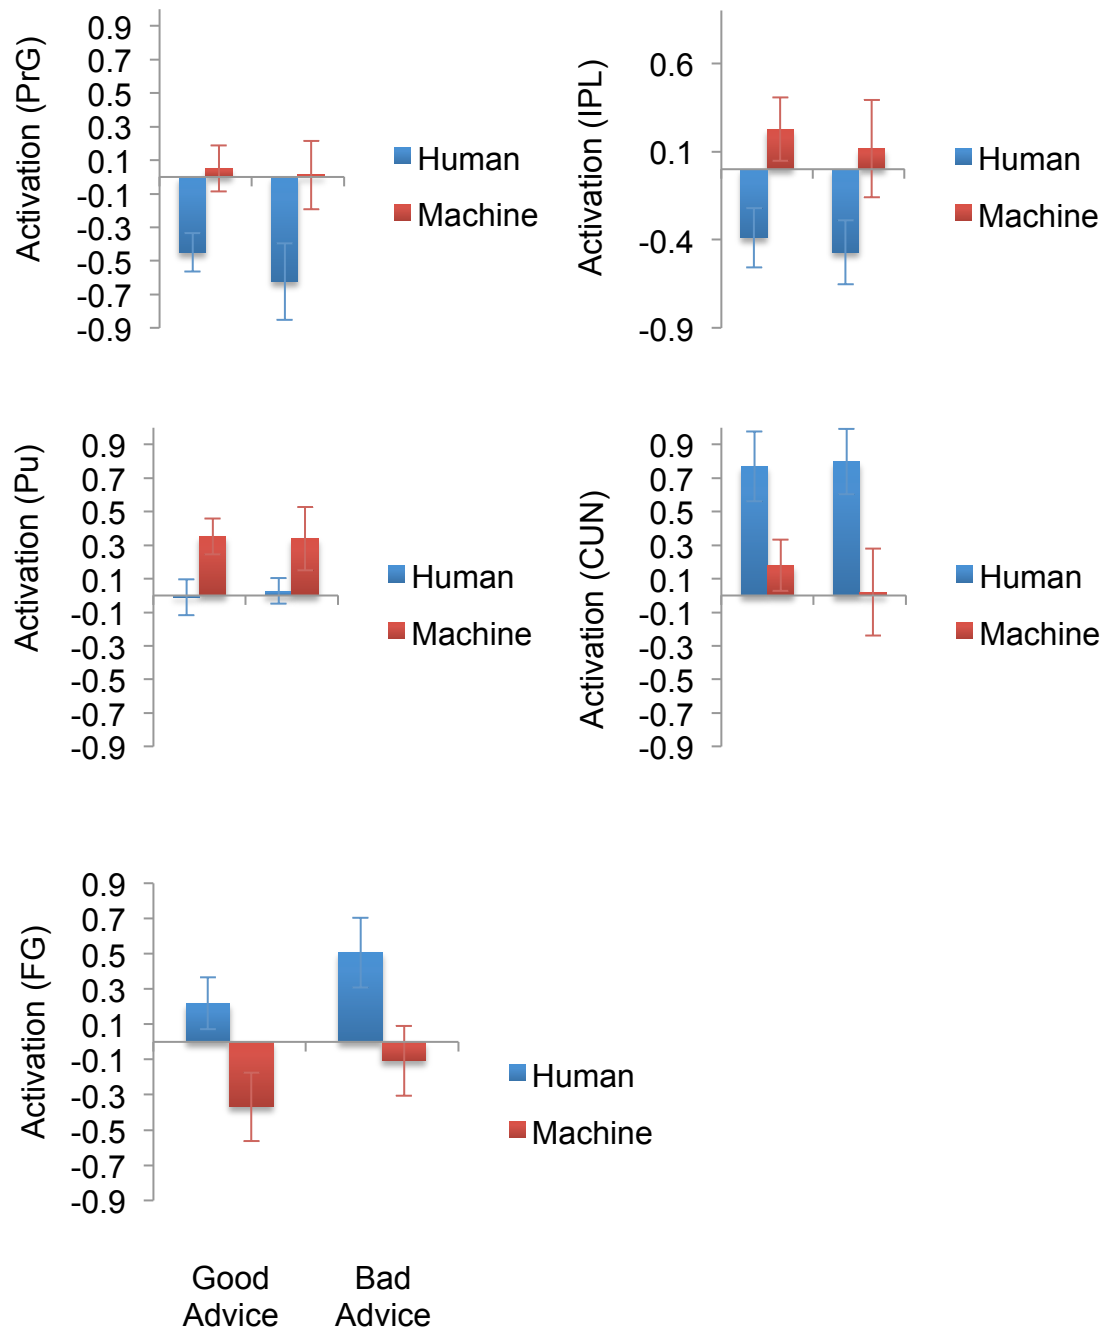 Activation (PrG)
0.9
0.7
0.5
0.3
0.1
-0.1
-0.3
-0.5
-0.7
-0.9
Human
Machine
Activation (IPL)
0.6
0.1
-0.4
-0.9
Human
Machine
Activation (Pu)
0.9
0.7
0.5
0.3
0.1
-0.1
-0.3
-0.5
-0.7
-0.9
Human
Machine
Activation (CUN)
0.9
0.7
0.5
0.3
0.1
-0.1
-0.3
-0.5
-0.7
-0.9
Human
Machine
Activation (FG)
0.9
0.7
0.5
0.3
0.1
-0.1
-0.3
-0.5
-0.7
-0.9
Human
Machine
Good
Advice
Bad
Advice